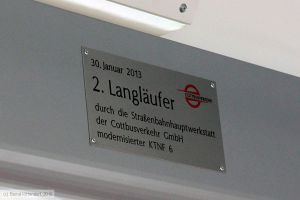 30. Januar 2013
2. Langläufer
durch die Straßenbahnhauptwerkstatt
der Cottbusverkehr GmbH
modernisierter KTNF 6